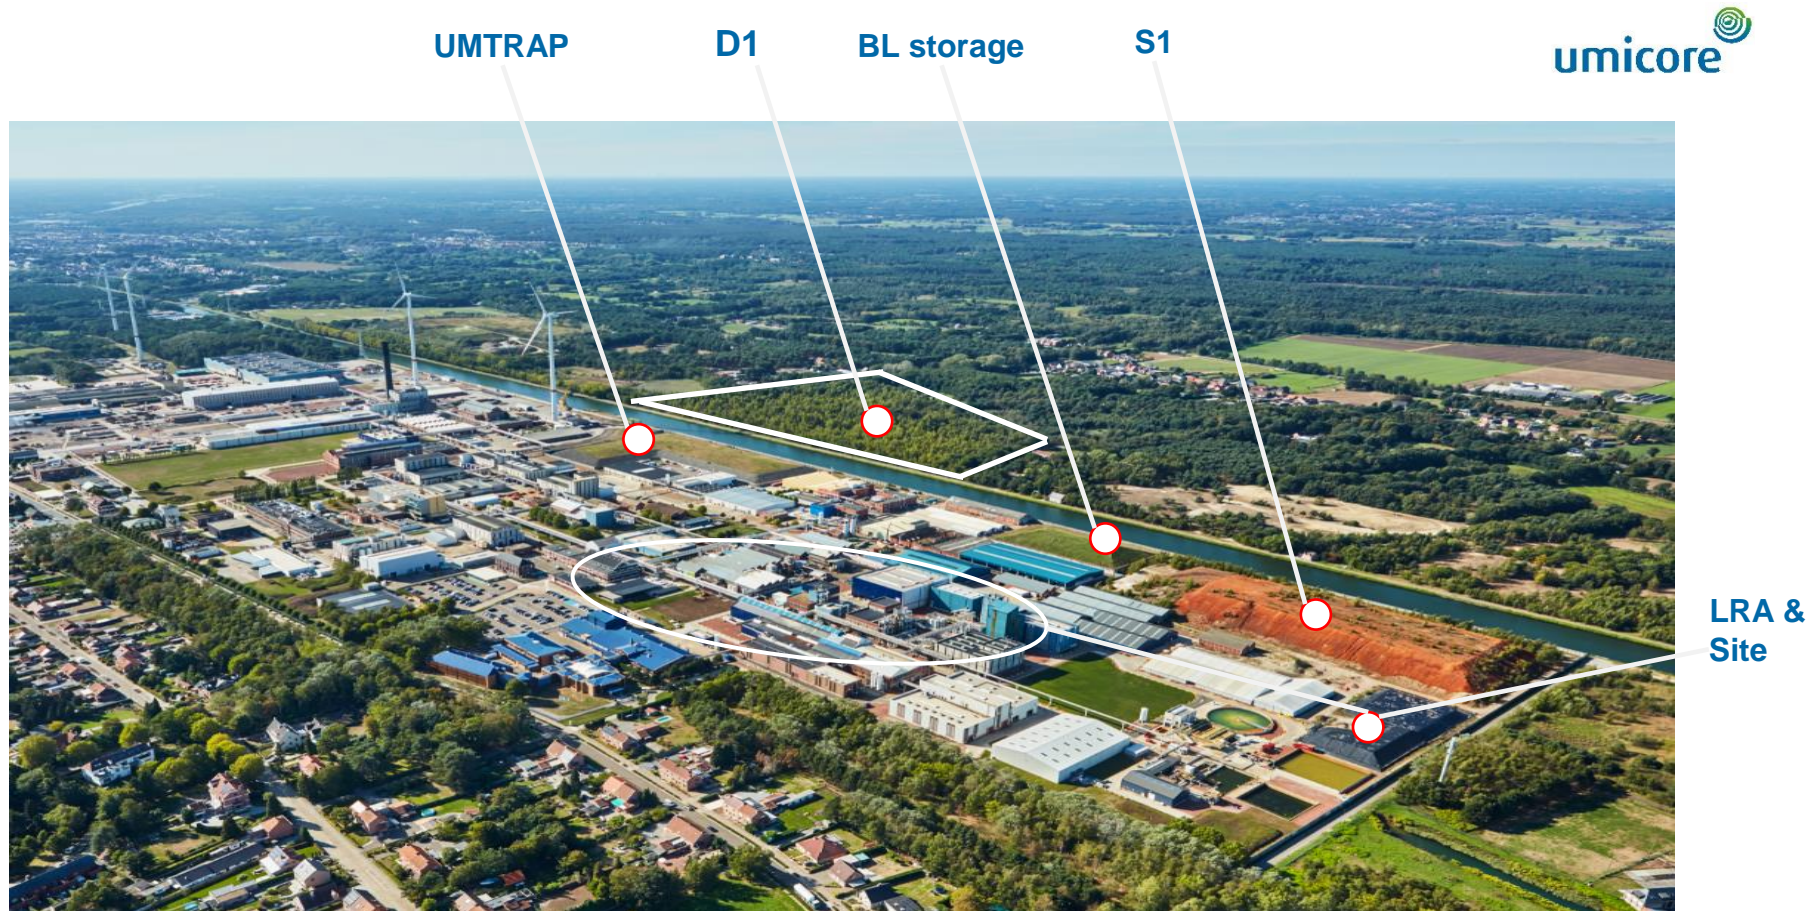 UMTRAP
D1
BL storage
S1
umicore
LRA &
Site